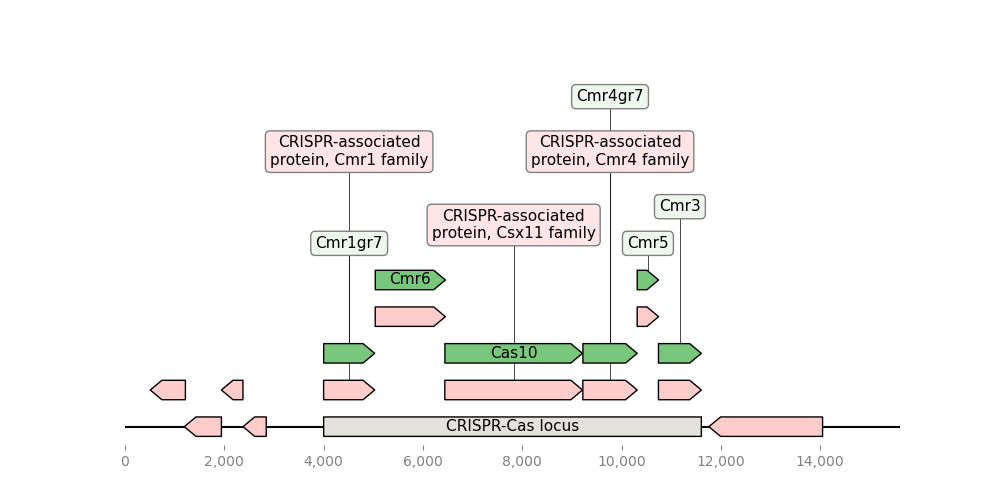 Cmr4gr7
CRISPR-associated
protein, Cmr1 family
CRISPR-associated
protein, Cmr4 family
Cmr3
CRISPR-associated
protein, Csx11 family
Cmr1gr7
Cmr5
Cmr6
Cas10
CRISPR-Cas locus
0 2,000 4,000 6,000 8,000 10,000 12,000 14,000